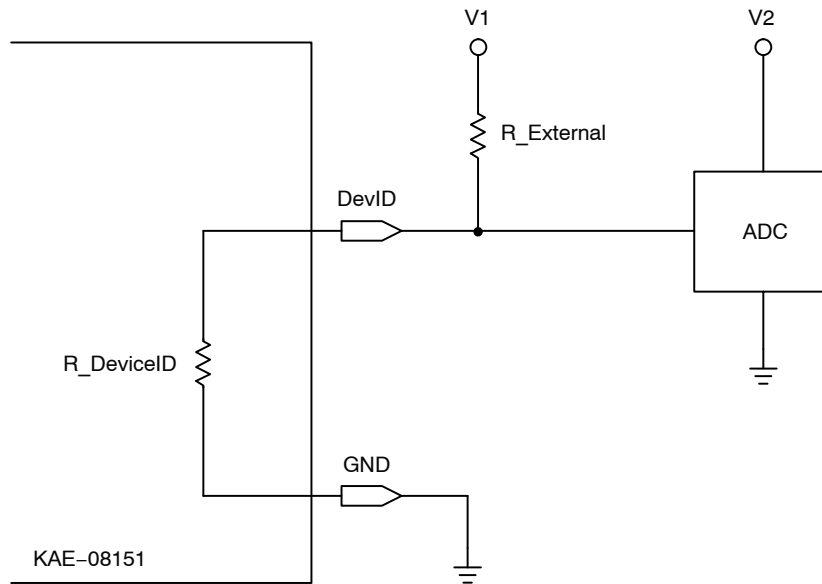 V1
V2
R_External
DevID
ADC
R_DeviceID
GND
KAE−08151